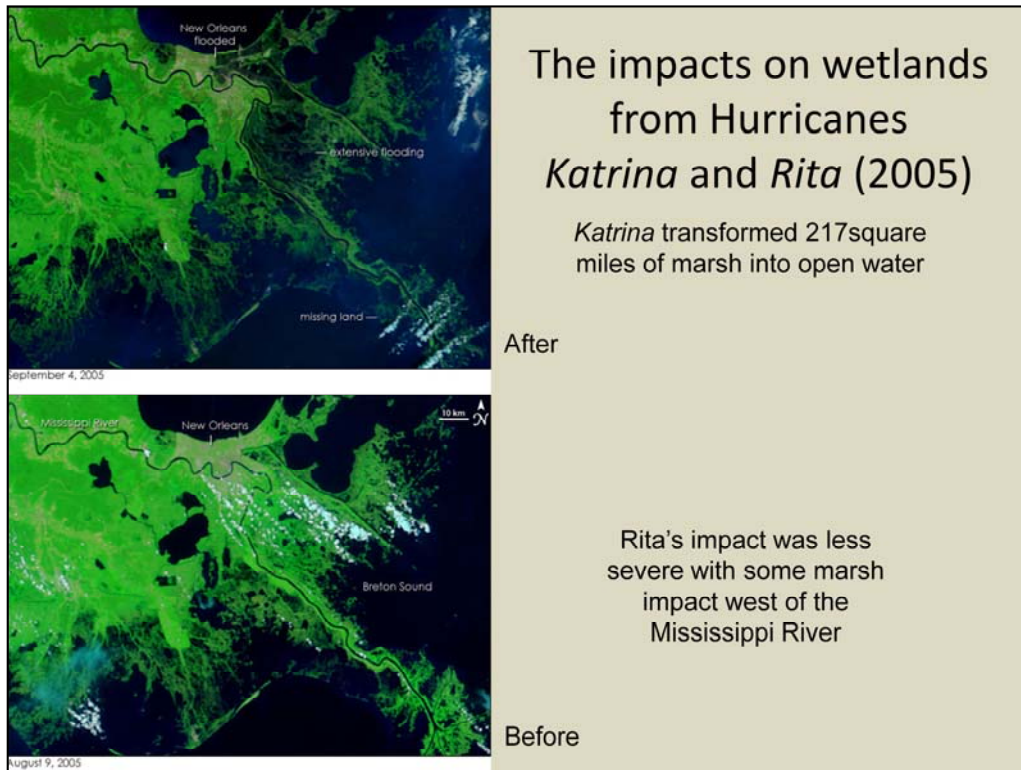 New Orleans
flooded
extensive flooding
missing land
September 4, 2005
The impacts on wetlands
from Hurricanes
Katrina and Rita (2005)
Katrina transformed 217square
miles of marsh into open water
After
Mississippi River
New Orleans
10 km
N
Breton Sound
August 9, 2005
Rita’s impact was less
severe with some marsh
impact west of the
Mississippi River
Before